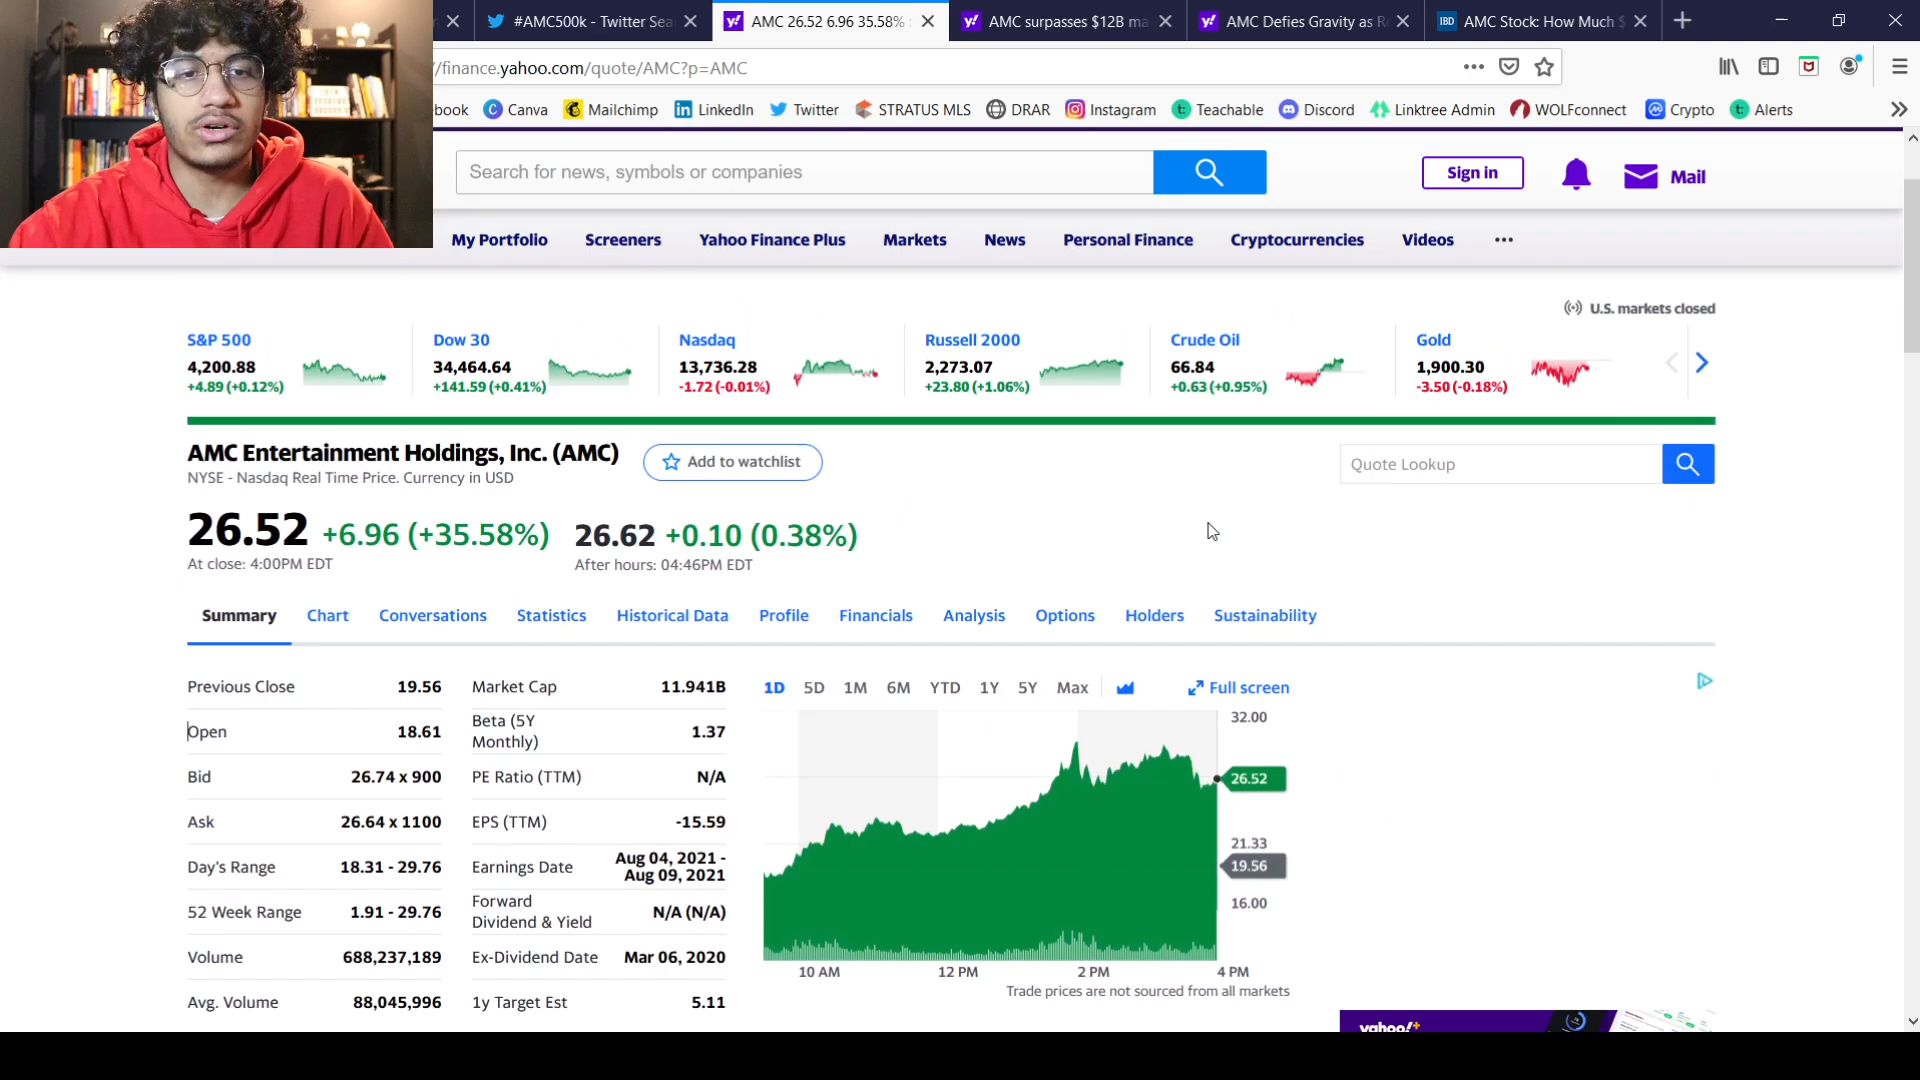 #AMC500k - Twitter Sea
AMC 26.52 6.96 35.58%
AMC surpasses $12B ma
AMC Defies Gravity as R
IBD
AMC Stock: How Much $
/finance.yahoo.com/quote/AMC?p=AMC
book
Canva
Mailchimp
LinkedIn
Twitter
STRATUS MLS
DRAR
Instagram
Teachable
Discord
Linktree Admin
WOLFconnect
Crypto
Alerts
Search for news, symbols or companies
Sign in
Mail
My Portfolio
Screeners
Yahoo Finance Plus
Markets
News
Personal Finance
Cryptocurrencies
Videos
U.S. markets closed
S&P 500
4,200.88
+4.89 (+0.12%)
Dow 30
34,464.64
+141.59 (+0.41%)
Nasdaq
13,736.28
-1.72 (-0.01%)
Russell 2000
2,273.07
+23.80 (+1.06%)
Crude Oil
66.84
+0.63 (+0.95%)
Gold
1,900.30
-3.50 (-0.18%)
AMC Entertainment Holdings, Inc. (AMC)
NYSE - Nasdaq Real Time Price. Currency in USD
Add to watchlist
Quote Lookup
26.52 +6.96 (+35.58%)
At close: 4:00PM EDT
26.62 +0.10 (0.38%)
After hours: 04:46PM EDT
Summary
Chart
Conversations
Statistics
Historical Data
Profile
Financials
Analysis
Options
Holders
Sustainability
Previous Close 19.56
Open 18.61
Bid 26.74 x 900
Ask 26.64 x 1100
Day's Range 18.31 - 29.76
52 Week Range 1.91 - 29.76
Volume 688,237,189
Avg. Volume 88,045,996
Market Cap 11.941B
Beta (5Y
Monthly) 1.37
PE Ratio (TTM) N/A
EPS (TTM) -15.59
Earnings Date Aug 04, 2021 -
Aug 09, 2021
Forward
Dividend & Yield N/A (N/A)
Ex-Dividend Date Mar 06, 2020
1y Target Est 5.11
1D 5D 1M 6M YTD 1Y 5Y Max
Full screen
32.00
26.52
21.33
19.56
16.00
10 AM 12 PM 2 PM 4 PM
Trade prices are not sourced from all markets
yahoo!+